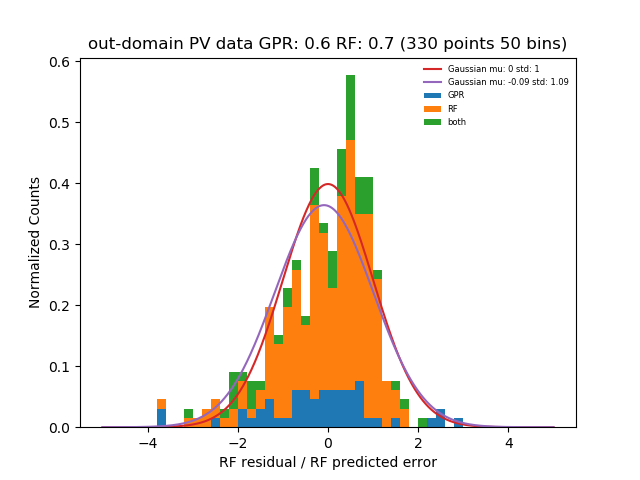 out-domain PV data GPR: 0.6 RF: 0.7 (330 points 50 bins)
Gaussian mu: 0 std: 1
Gaussian mu: -0.09 std: 1.09
GPR
RF
both
Normalized Counts
0.6
0.5
0.4
0.3
0.2
0.1
0.0
−4
−2
0
2
4
RF residual / RF predicted error